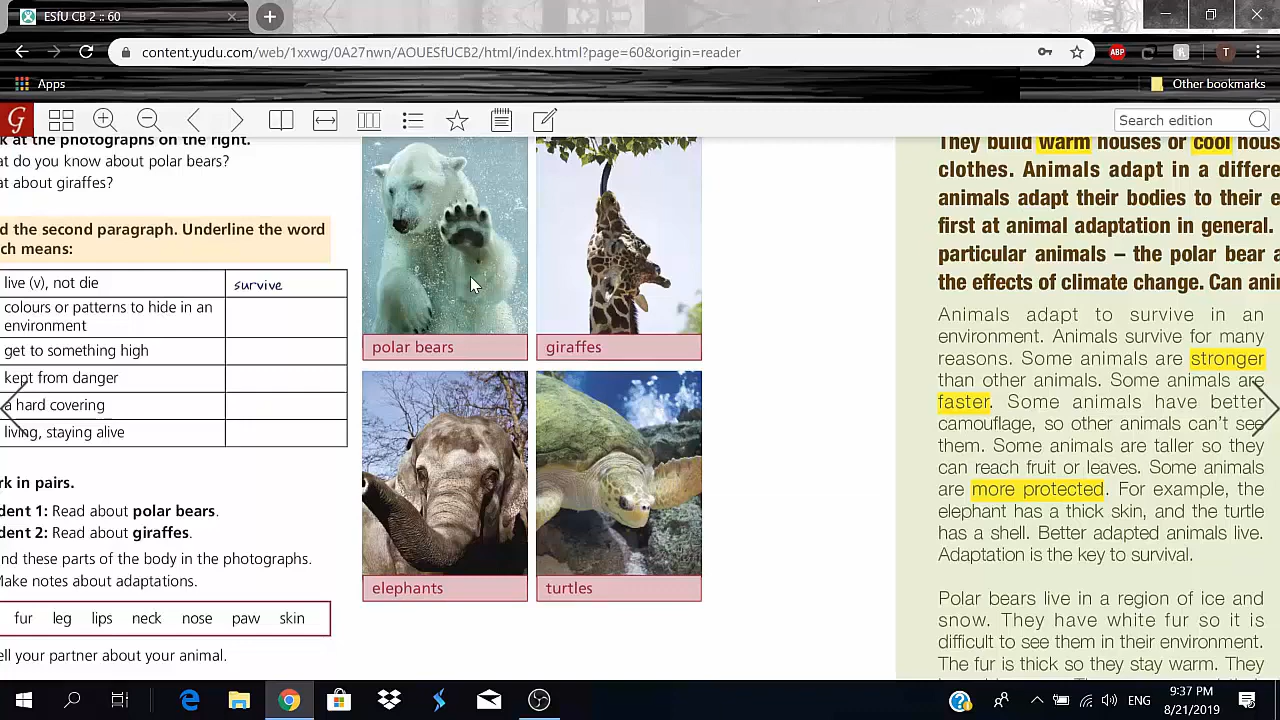 ESfU CB 2 :: 60
content.yudu.com/web/1xxwg/0A27nwn/AOUESfUCB2/html/index.html?page=60&origin=reader
ABP
T
Apps
Other bookmarks
G
Search edition
k at the photographs on the right.
at do you know about polar bears?
at about giraffes?
d the second paragraph. Underline the word
ch means:
live (v), not die
survive
colours or patterns to hide in an
environment
get to something high
kept from danger
a hard covering
living, staying alive
rk in pairs.
dent 1: Read about polar bears.
dent 2: Read about giraffes.
nd these parts of the body in the photographs.
Make notes about adaptations.
fur leg lips neck nose paw skin
ell your partner about your animal.
polar bears
giraffes
elephants
turtles
They build warm houses or cool hous
clothes. Animals adapt in a differe
animals adapt their bodies to their e
first at animal adaptation in general.
particular animals – the polar bear a
the effects of climate change. Can ani
Animals adapt to survive in an
environment. Animals survive for many
reasons. Some animals are stronger
than other animals. Some animals are
faster. Some animals have better
camouflage, so other animals can't see
them. Some animals are taller so they
can reach fruit or leaves. Some animals
are more protected. For example, the
elephant has a thick skin, and the turtle
has a shell. Better adapted animals live.
Adaptation is the key to survival.
Polar bears live in a region of ice and
snow. They have white fur so it is
difficult to see them in their environment.
The fur is thick so they stay warm. They
ENG
9:37 PM
8/21/2019